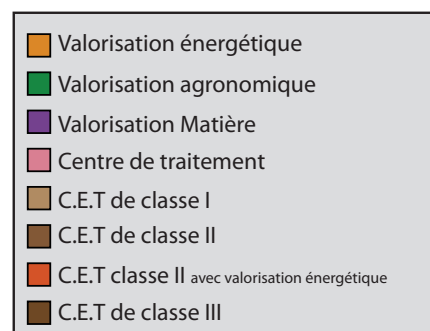 Valorisation énergétique
Valorisation agronomique
Valorisation Matière
Centre de traitement
C.E.T de classe I
C.E.T de classe II
C.E.T classe II avec valorisation énergétique
C.E.T de classe III